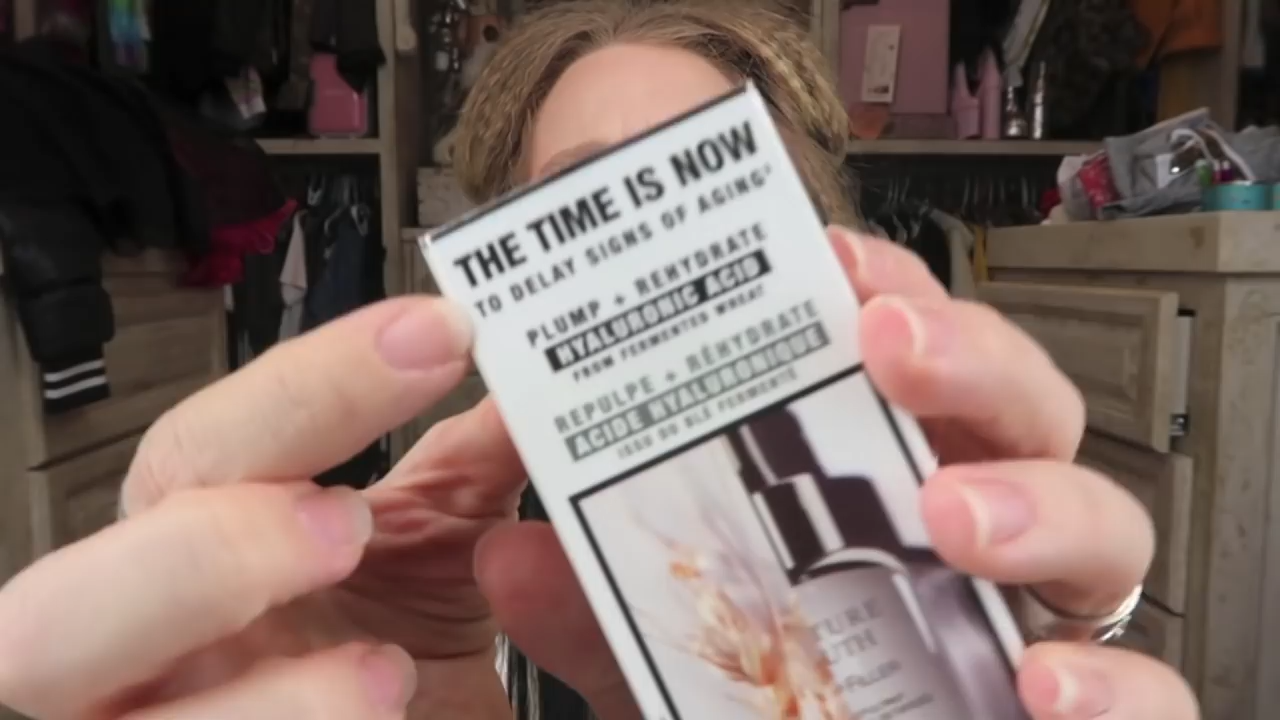 THE TIME IS NOW
TO DELAY SIGNS OF AGING*
PLUMP + REHYDRATE
HYALURONIC ACID
FROM FERMENTED WHEAT
REPULPE + RÉHYDRATE
ACIDE HYALURONIQUE
ISSU DU BLÉ FERMENTÉ